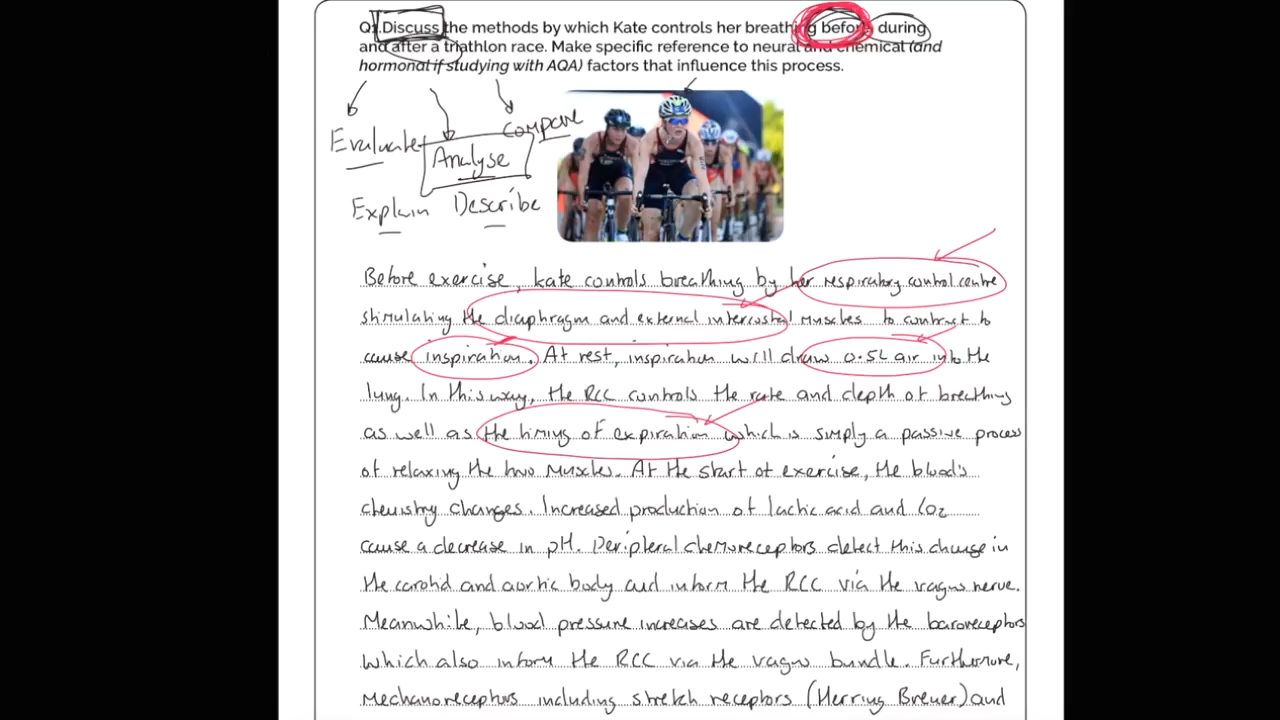 Q1.Discuss the methods by which Kate controls her breathing before, during
and after a triathlon race. Make specific reference to neural and chemical (and
hormonal if studying with AQA) factors that influence this process.
Evaluate
Analyse
Compare
Explain
Describe
Before exercise, Kate controls breathing by her respiratory control centre
stimulating the diaphragm and external intercostal muscles to contract to
cause inspiration. At rest, inspiration will draw 0.5L air into the
lung. In this way, the RCC controls the rate and depth of breathing
as well as the timing of expiration which is simply a passive process
of relaxing the two muscles. At the start of exercise, the blood's
chemistry changes. Increased production of lactic acid and CO2
cause a decrease in pH. Peripheral chemoreceptors detect this change in
the carotid and aortic body and inform the RCC via the vagus nerve.
Meanwhile, blood pressure increases are detected by the baroreceptors
which also inform the RCC via the vagus bundle. Furthermore,
mechanoreceptors including stretch receptors (Herring Breuer) and